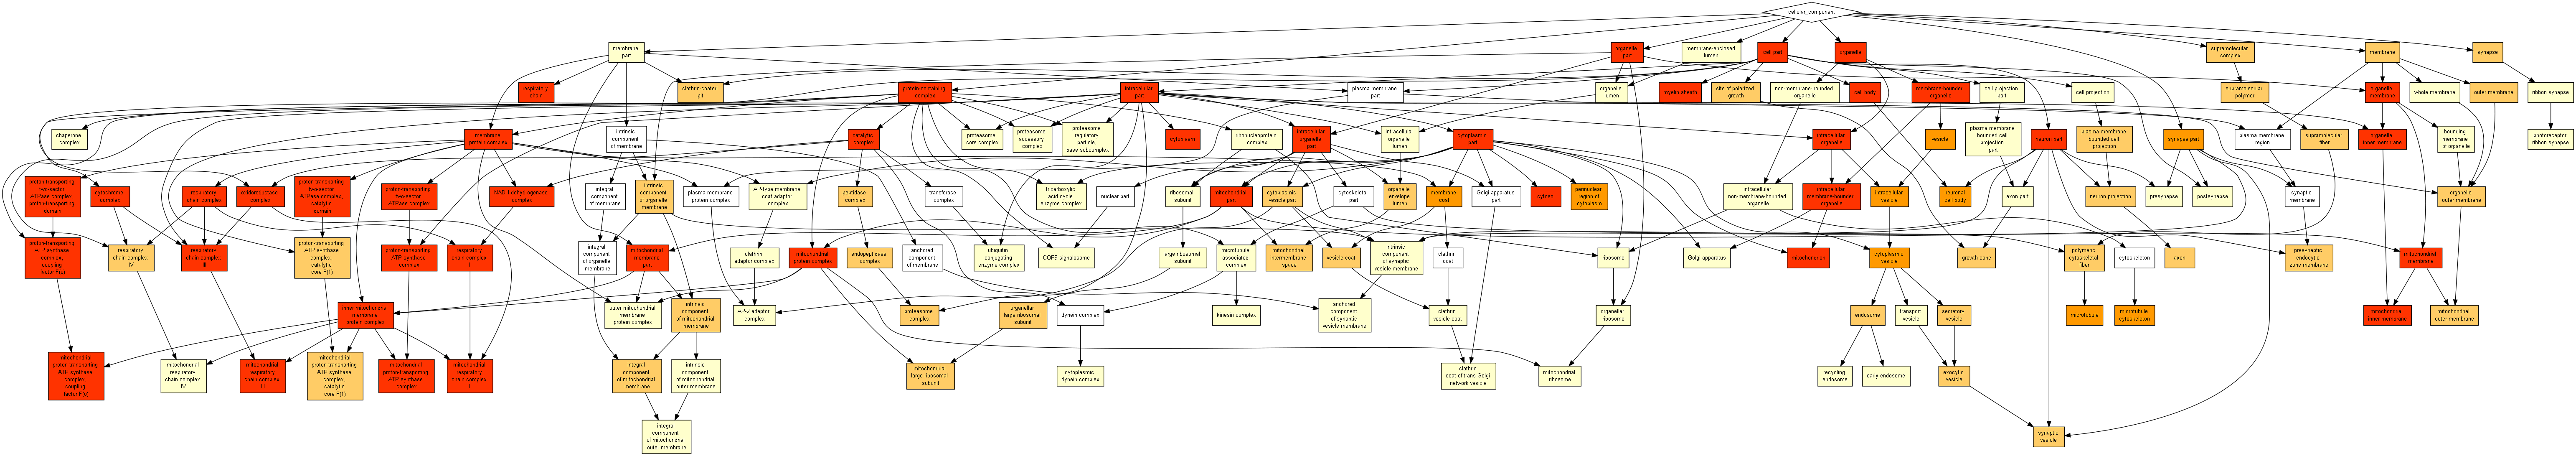 cellular_component
membrane
part
organelle
part
membrane-enclosed
lumen
cell part
organelle
supramolecular
complex
membrane
synapse
respiratory
chain
clathrin-coated
pit
protein-containing
complex
intracellular
part
plasma membrane
part
organelle
lumen
myelin sheath
site of polarized
growth
non-membrane-bounded
organelle
cell body
membrane-bounded
organelle
cell projection
part
cell projection
supramolecular
polymer
organelle
membrane
whole membrane
outer membrane
ribbon synapse
chaperone
complex
membrane
protein complex
intrinsic
component
of membrane
catalytic
complex
proteasome
core complex
proteasome
accessory
complex
proteasome
regulatory
particle,
base subcomplex
cytoplasm
ribonucleoprotein
complex
intracellular
organelle
part
intracellular
organelle
lumen
cytoplasmic
part
intracellular
organelle
vesicle
plasma membrane
bounded cell
projection
part
neuron part
plasma membrane
bounded cell
projection
synapse part
plasma membrane
region
supramolecular
fiber
organelle
inner membrane
bounding
membrane
of organelle
photoreceptor
ribbon synapse
proton-transporting
two-sector
ATPase complex,
proton-transporting
domain
cytochrome
complex
respiratory
chain complex
oxidoreductase
complex
proton-transporting
two-sector
ATPase complex,
catalytic
domain
proton-transporting
two-sector
ATPase complex
NADH dehydrogenase
complex
integral
component
of membrane
intrinsic
component
of organelle
membrane
plasma membrane
protein complex
AP-type membrane
coat adaptor
complex
peptidase
complex
transferase
complex
tricarboxylic
acid cycle
enzyme complex
nuclear part
ribosomal
subunit
mitochondrial
part
cytoplasmic
vesicle part
cytoskeletal
part
organelle
envelope
lumen
membrane
coat
Golgi apparatus
part
cytosol
perinuclear
region of
cytoplasm
intracellular
non-membrane-bounded
organelle
intracellular
membrane-bounded
organelle
intracellular
vesicle
neuronal
cell body
axon part
neuron projection
presynapse
postsynapse
synaptic
membrane
organelle
outer membrane
proton-transporting
ATP synthase
complex,
coupling
factor F(o)
respiratory
chain complex
IV
respiratory
chain complex
III
proton-transporting
ATP synthase
complex,
catalytic
core F(1)
proton-transporting
ATP synthase
complex
respiratory
chain complex
I
integral
component
of organelle
membrane
mitochondrial
membrane
part
clathrin
adaptor complex
mitochondrial
protein complex
endopeptidase
complex
anchored
component
of membrane
ubiquitin
conjugating
enzyme complex
COP9 signalosome
large ribosomal
subunit
microtubule
associated
complex
mitochondrial
intermembrane
space
vesicle coat
intrinsic
component
of synaptic
vesicle membrane
clathrin
coat
ribosome
Golgi apparatus
mitochondrion
cytoplasmic
vesicle
growth cone
polymeric
cytoskeletal
fiber
cytoskeleton
axon
presynaptic
endocytic
zone membrane
mitochondrial
membrane
inner mitochondrial
membrane
protein complex
outer mitochondrial
membrane
protein complex
intrinsic
component
of mitochondrial
membrane
AP-2 adaptor
complex
proteasome
complex
organellar
large ribosomal
subunit
dynein complex
kinesin complex
anchored
component
of synaptic
vesicle membrane
clathrin
vesicle coat
organellar
ribosome
endosome
transport
vesicle
secretory
vesicle
microtubule
microtubule
cytoskeleton
mitochondrial
inner membrane
mitochondrial
outer membrane
mitochondrial
proton-transporting
ATP synthase
complex,
coupling
factor F(o)
mitochondrial
respiratory
chain complex
IV
mitochondrial
respiratory
chain complex
III
mitochondrial
proton-transporting
ATP synthase
complex,
catalytic
core F(1)
mitochondrial
proton-transporting
ATP synthase
complex
mitochondrial
respiratory
chain complex
I
integral
component
of mitochondrial
membrane
intrinsic
component
of mitochondrial
outer membrane
mitochondrial
large ribosomal
subunit
cytoplasmic
dynein complex
clathrin
coat of trans-Golgi
network vesicle
mitochondrial
ribosome
recycling
endosome
early endosome
exocytic
vesicle
integral
component
of mitochondrial
outer membrane
synaptic
vesicle